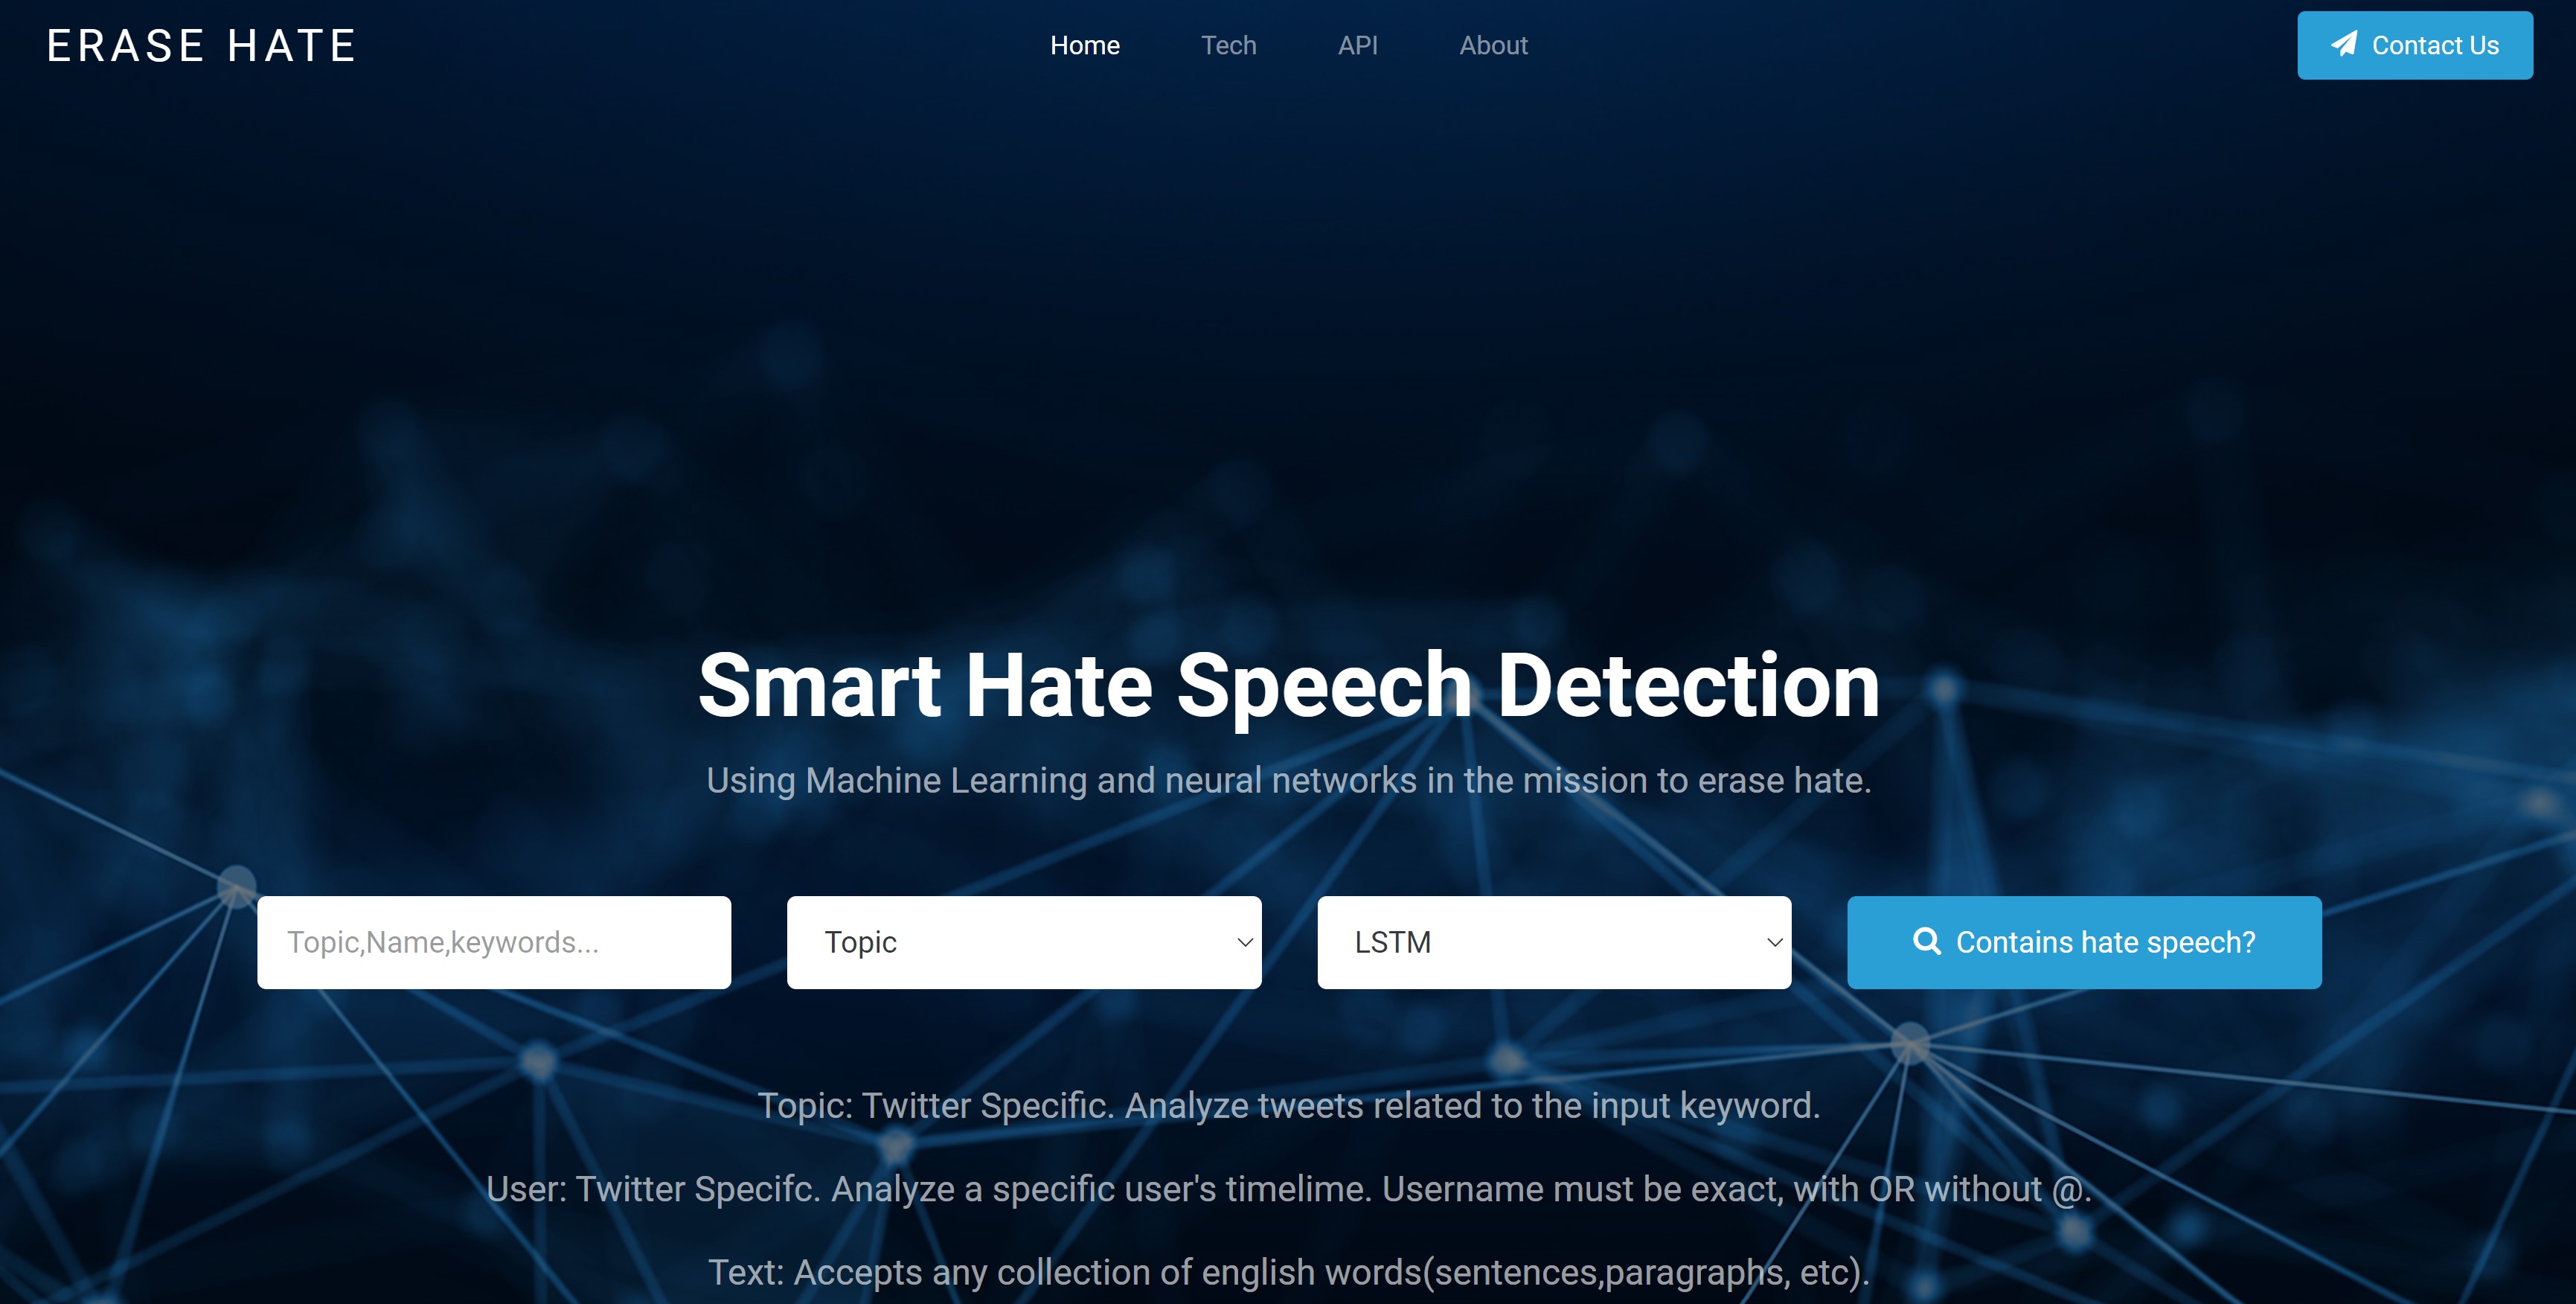 ERASE HATE
Home Tech API About
Contact Us
Smart Hate Speech Detection
Using Machine Learning and neural networks in the mission to erase hate.
Topic,Name,keywords...
Topic
LSTM
Contains hate speech?
Topic: Twitter Specific. Analyze tweets related to the input keyword.
User: Twitter Specifc. Analyze a specific user's timelime. Username must be exact, with OR without @.
Text: Accepts any collection of english words(sentences,paragraphs, etc).